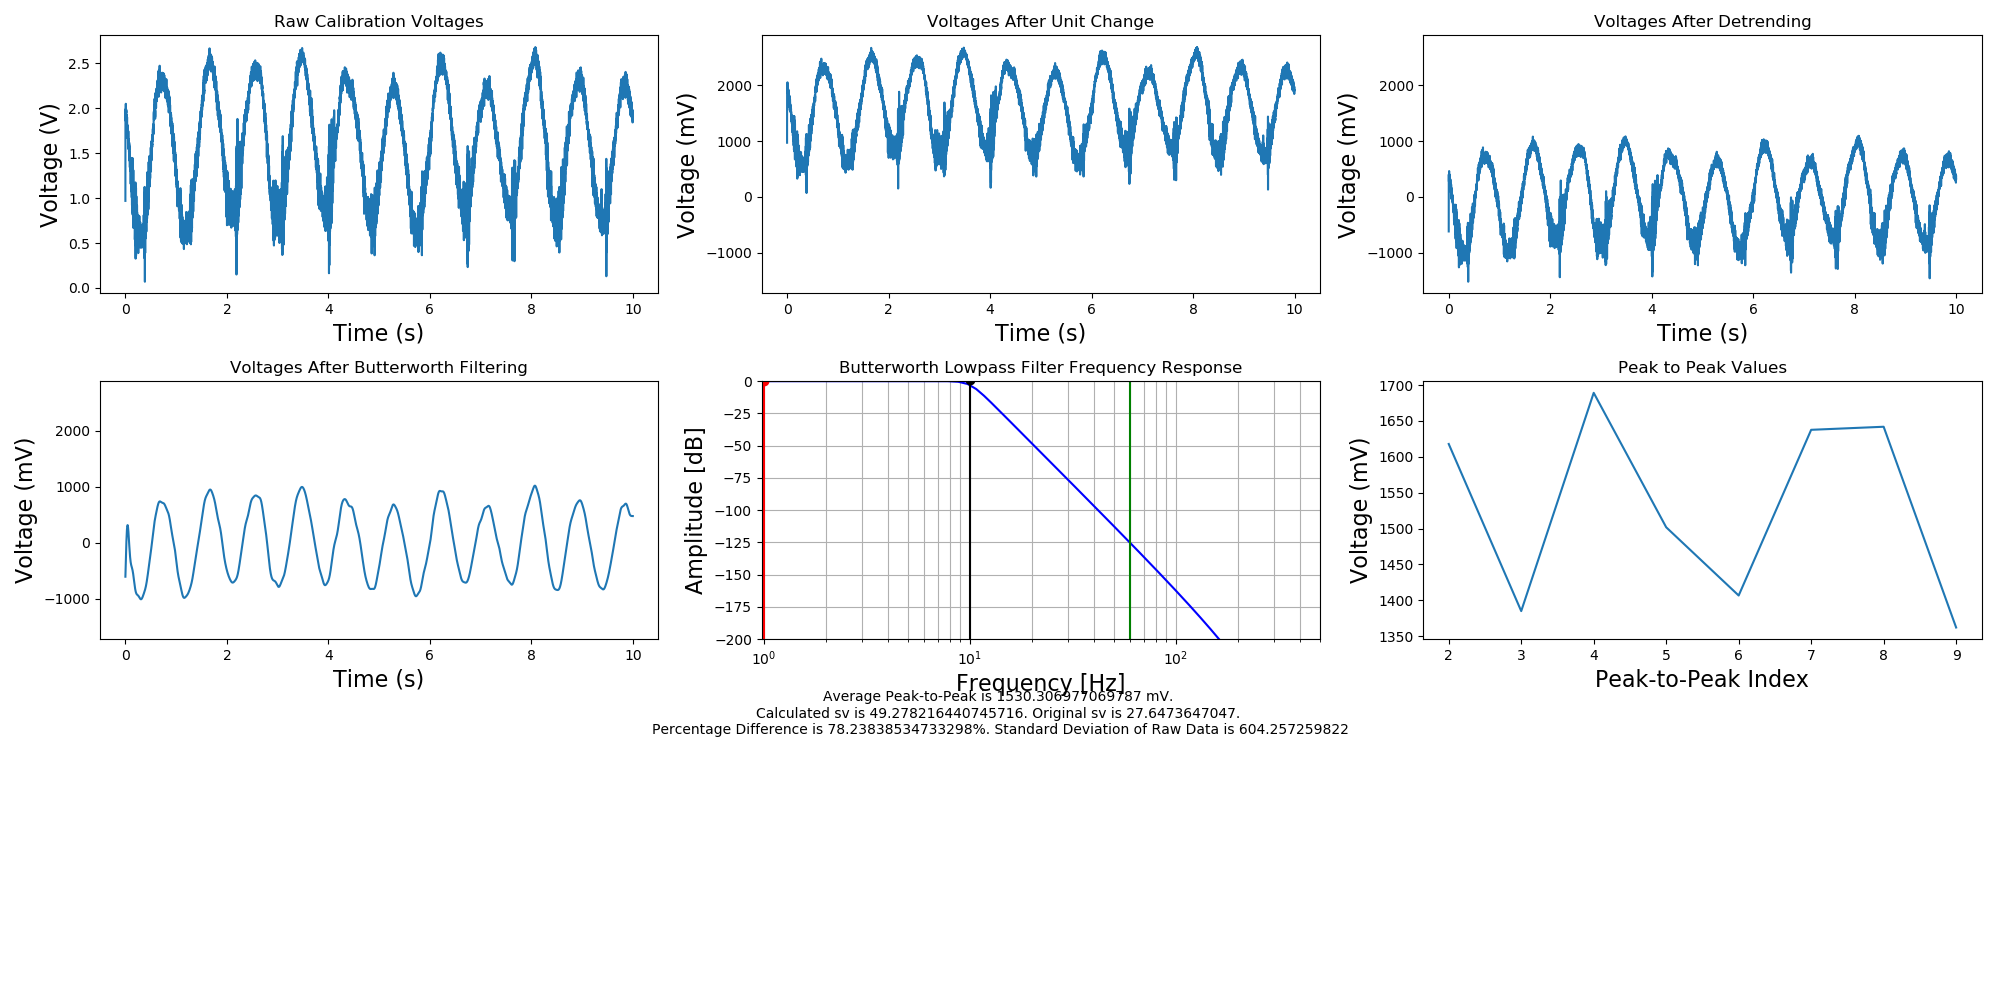 Raw Calibration Voltages
Voltage (V)
2.5
2.0
1.5
1.0
0.5
0.0
0 2 4 6 8 10
Time (s)
Voltages After Unit Change
Voltage (mV)
2000
1000
0
−1000
0 2 4 6 8 10
Time (s)
Voltages After Detrending
Voltage (mV)
2000
1000
0
−1000
0 2 4 6 8 10
Time (s)
Voltages After Butterworth Filtering
Voltage (mV)
2000
1000
0
−1000
0 2 4 6 8 10
Time (s)
Butterworth Lowpass Filter Frequency Response
Amplitude [dB]
0
−25
−50
−75
−100
−125
−150
−175
−200
10⁰ 10¹ 10²
Frequency [Hz]
Peak to Peak Values
Voltage (mV)
1700
1650
1600
1550
1500
1450
1400
1350
2 3 4 5 6 7 8 9
Peak-to-Peak Index
Average Peak-to-Peak is 1530.306977069787 mV.
Calculated sv is 49.278216440745716. Original sv is 27.6473647047.
Percentage Difference is 78.23838534733298%. Standard Deviation of Raw Data is 604.257259822